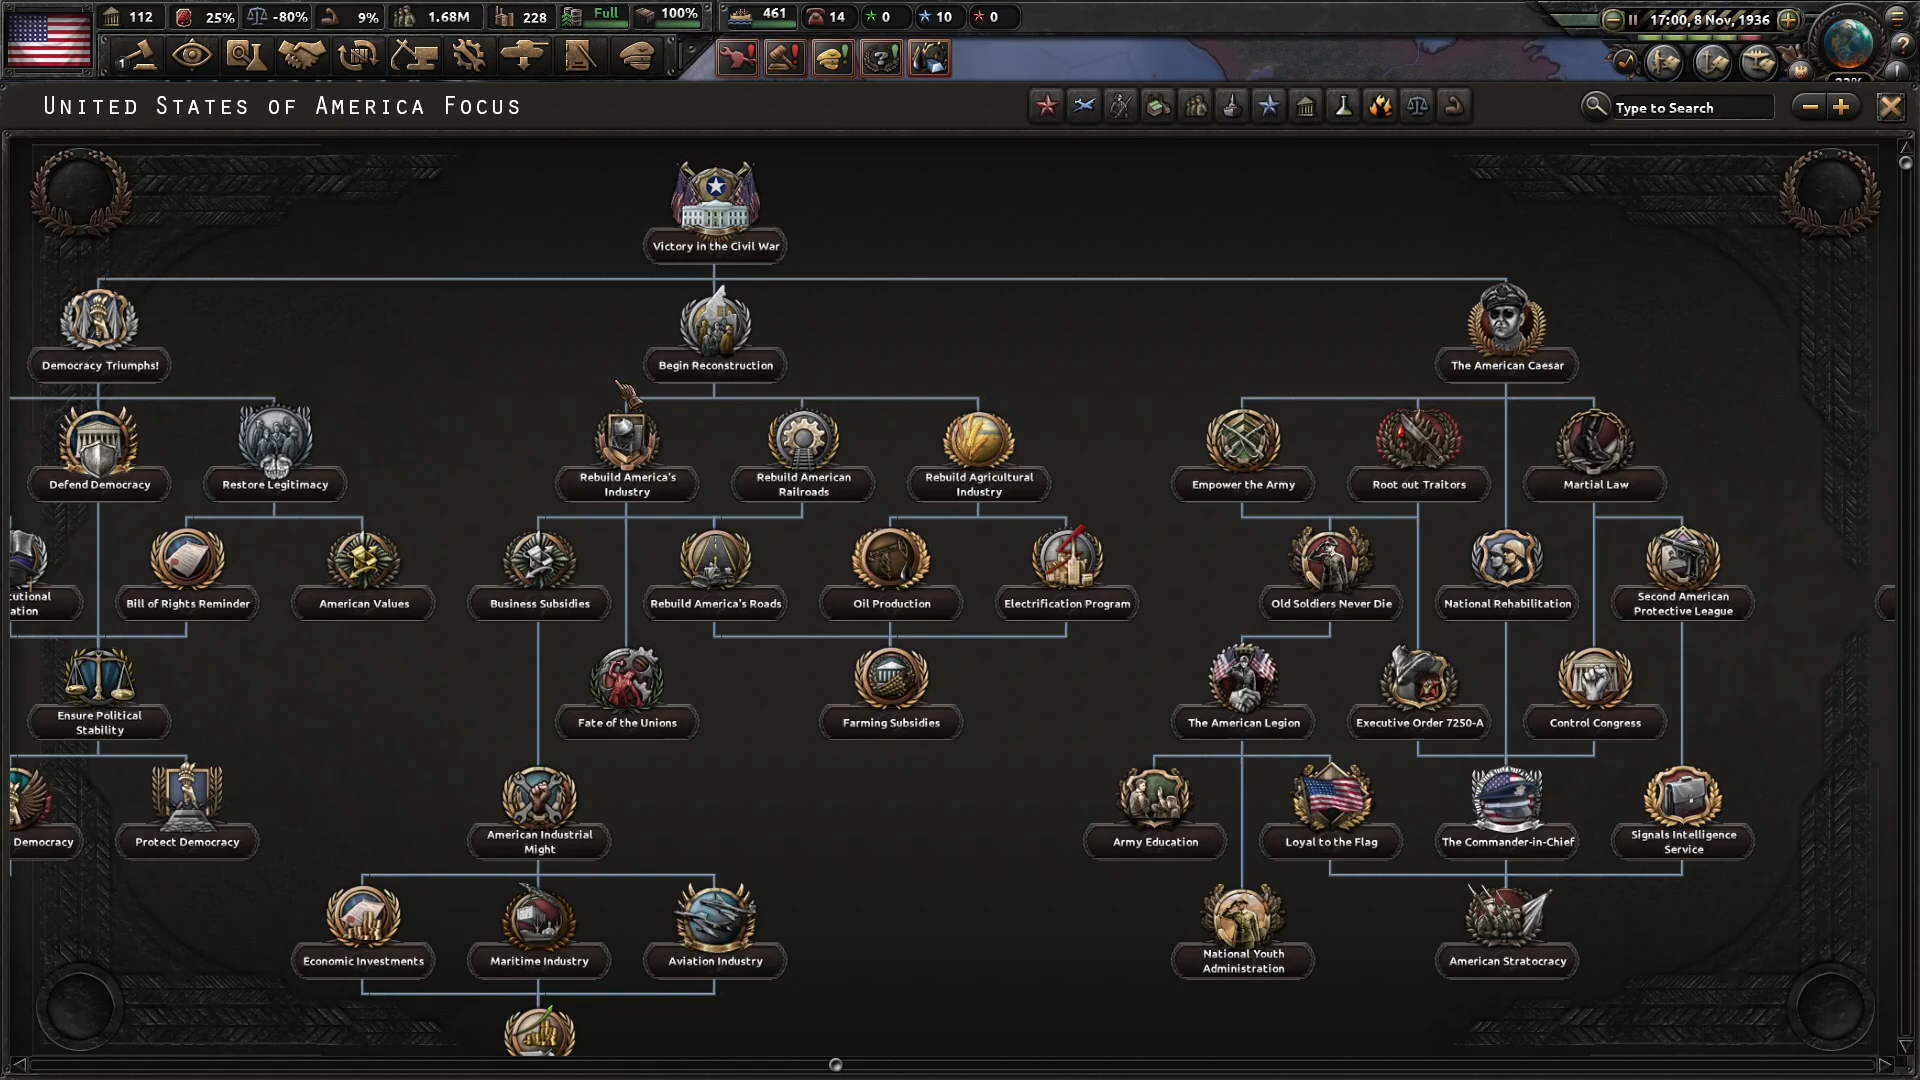 112
25%
-80%
9%
1.68M
228
Full
100%
461
14
0
10
0
17:00, 8 Nov, 1936
1
UNITED STATES OF AMERICA FOCUS
Type to Search
Victory in the Civil War
Democracy Triumphs!
Begin Reconstruction
The American Caesar
Defend Democracy
Restore Legitimacy
Rebuild America's
Industry
Rebuild American
Railroads
Rebuild Agricultural
Industry
Empower the Army
Root out Traitors
Martial Law
Bill of Rights Reminder
American Values
Business Subsidies
Rebuild America's Roads
Oil Production
Electrification Program
Old Soldiers Never Die
National Rehabilitation
Second American
Protective League
Ensure Political
Stability
Fate of the Unions
Farming Subsidies
The American Legion
Executive Order 7250-A
Control Congress
Democracy
Protect Democracy
American Industrial
Might
Army Education
Loyal to the Flag
The Commander-in-Chief
Signals Intelligence
Service
Economic Investments
Maritime Industry
Aviation Industry
National Youth
Administration
American Stratocracy